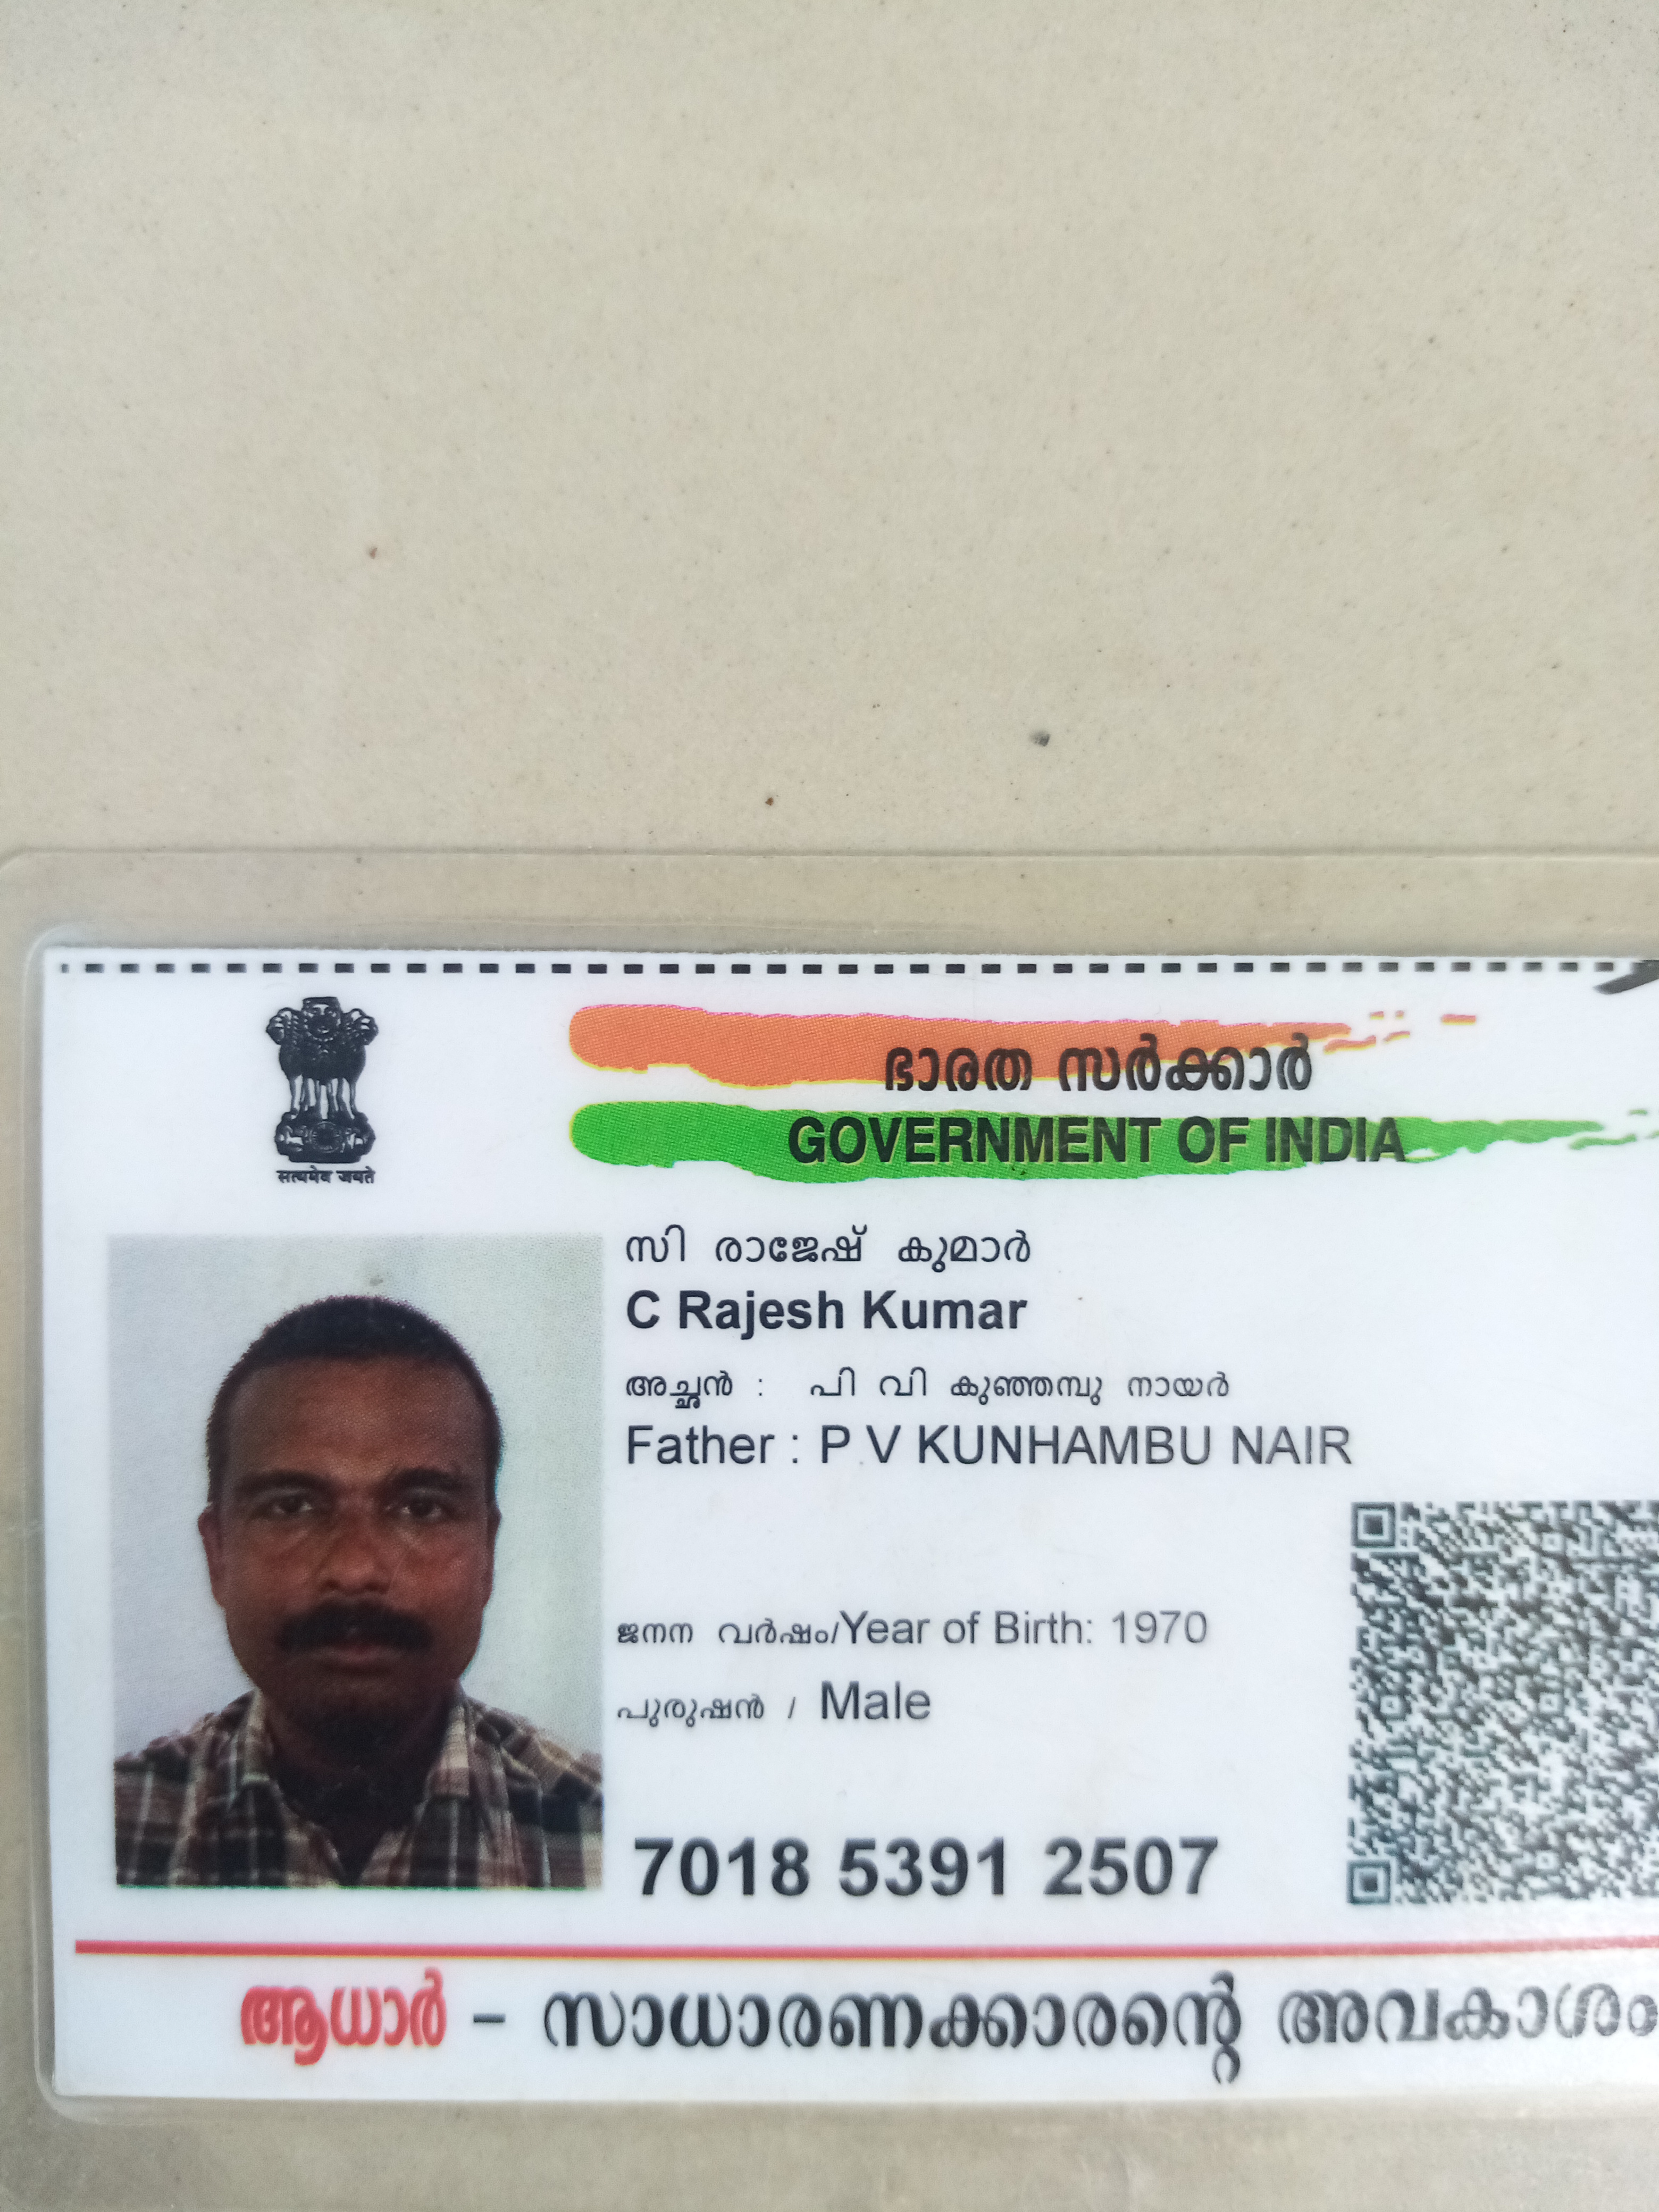 सत्यमेव जयते
ഭാരത സർക്കാർ
GOVERNMENT OF INDIA
സി രാജേഷ് കുമാർ
C Rajesh Kumar
അച്ഛൻ : പി വി കുഞ്ഞമ്പു നായർ
Father : P V KUNHAMBU NAIR
ജനന വർഷം/Year of Birth: 1970
പുരുഷൻ / Male
7018 5391 2507
ആധാർ - സാധാരണക്കാരന്റെ അവകാശം